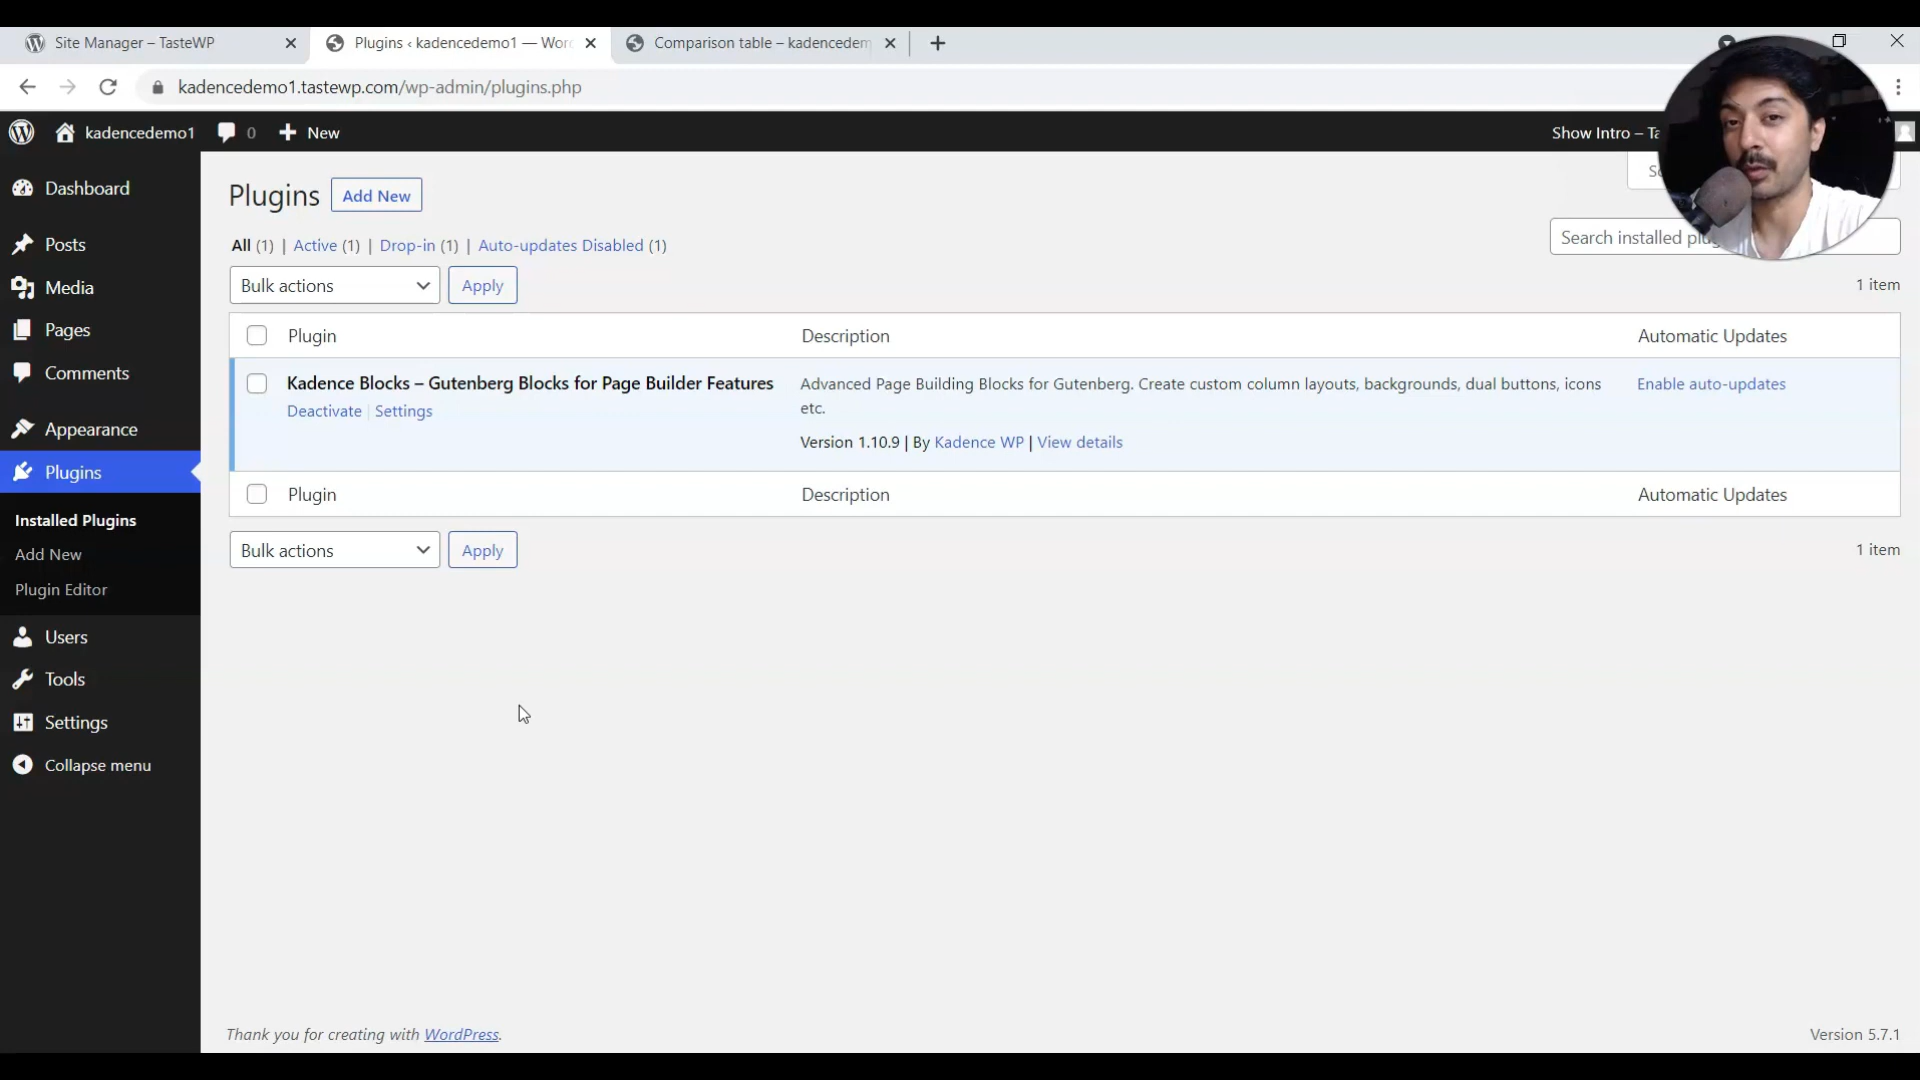 Site Manager – TasteWP
Plugins ‹ kadencedemo1 — Wor
Comparison table – kadencedem
kadencedemo1.tastewp.com/wp-admin/plugins.php
kadencedemo1
0
New
Show Intro – Ta
Dashboard
Posts
Media
Pages
Comments
Appearance
Plugins
Installed Plugins
Add New
Plugin Editor
Users
Tools
Settings
Collapse menu
Plugins
Add New
All (1) | Active (1) | Drop-in (1) | Auto-updates Disabled (1)
Search installed
Bulk actions
Apply
1 item
Plugin
Description
Automatic Updates
Kadence Blocks – Gutenberg Blocks for Page Builder Features
Deactivate | Settings
Advanced Page Building Blocks for Gutenberg. Create custom column layouts, backgrounds, dual buttons, icons
etc.
Version 1.10.9 | By Kadence WP | View details
Enable auto-updates
Plugin
Description
Automatic Updates
Bulk actions
Apply
1 item
Thank you for creating with WordPress.
Version 5.7.1